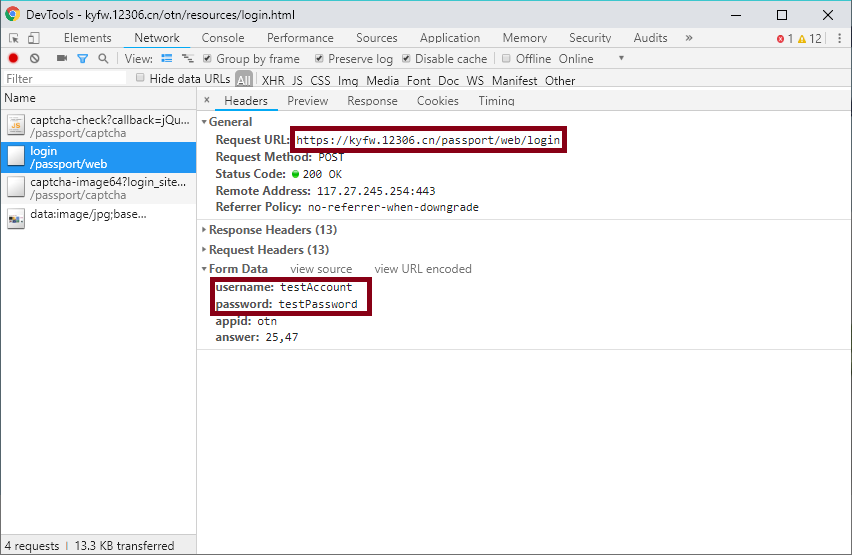 DevTools - kyfw.12306.cn/otn/resources/login.html
Elements Network Console Performance Sources Application Memory Security Audits » 1 12
View: Group by frame Preserve log Disable cache Offline Online
Filter Hide data URLs All XHR JS CSS Img Media Font Doc WS Manifest Other
Name
captcha-check?callback=jQu...
/passport/captcha
login
/passport/web
captcha-image64?login_site...
/passport/captcha
data:image/jpg;base...
4 requests | 13.3 KB transferred
× Headers Preview Response Cookies Timing
General
Request URL: https://kyfw.12306.cn/passport/web/login
Request Method: POST
Status Code: 200 OK
Remote Address: 117.27.245.254:443
Referrer Policy: no-referrer-when-downgrade
Response Headers (13)
Request Headers (13)
Form Data view source view URL encoded
username: testAccount
password: testPassword
appid: otn
answer: 25,47